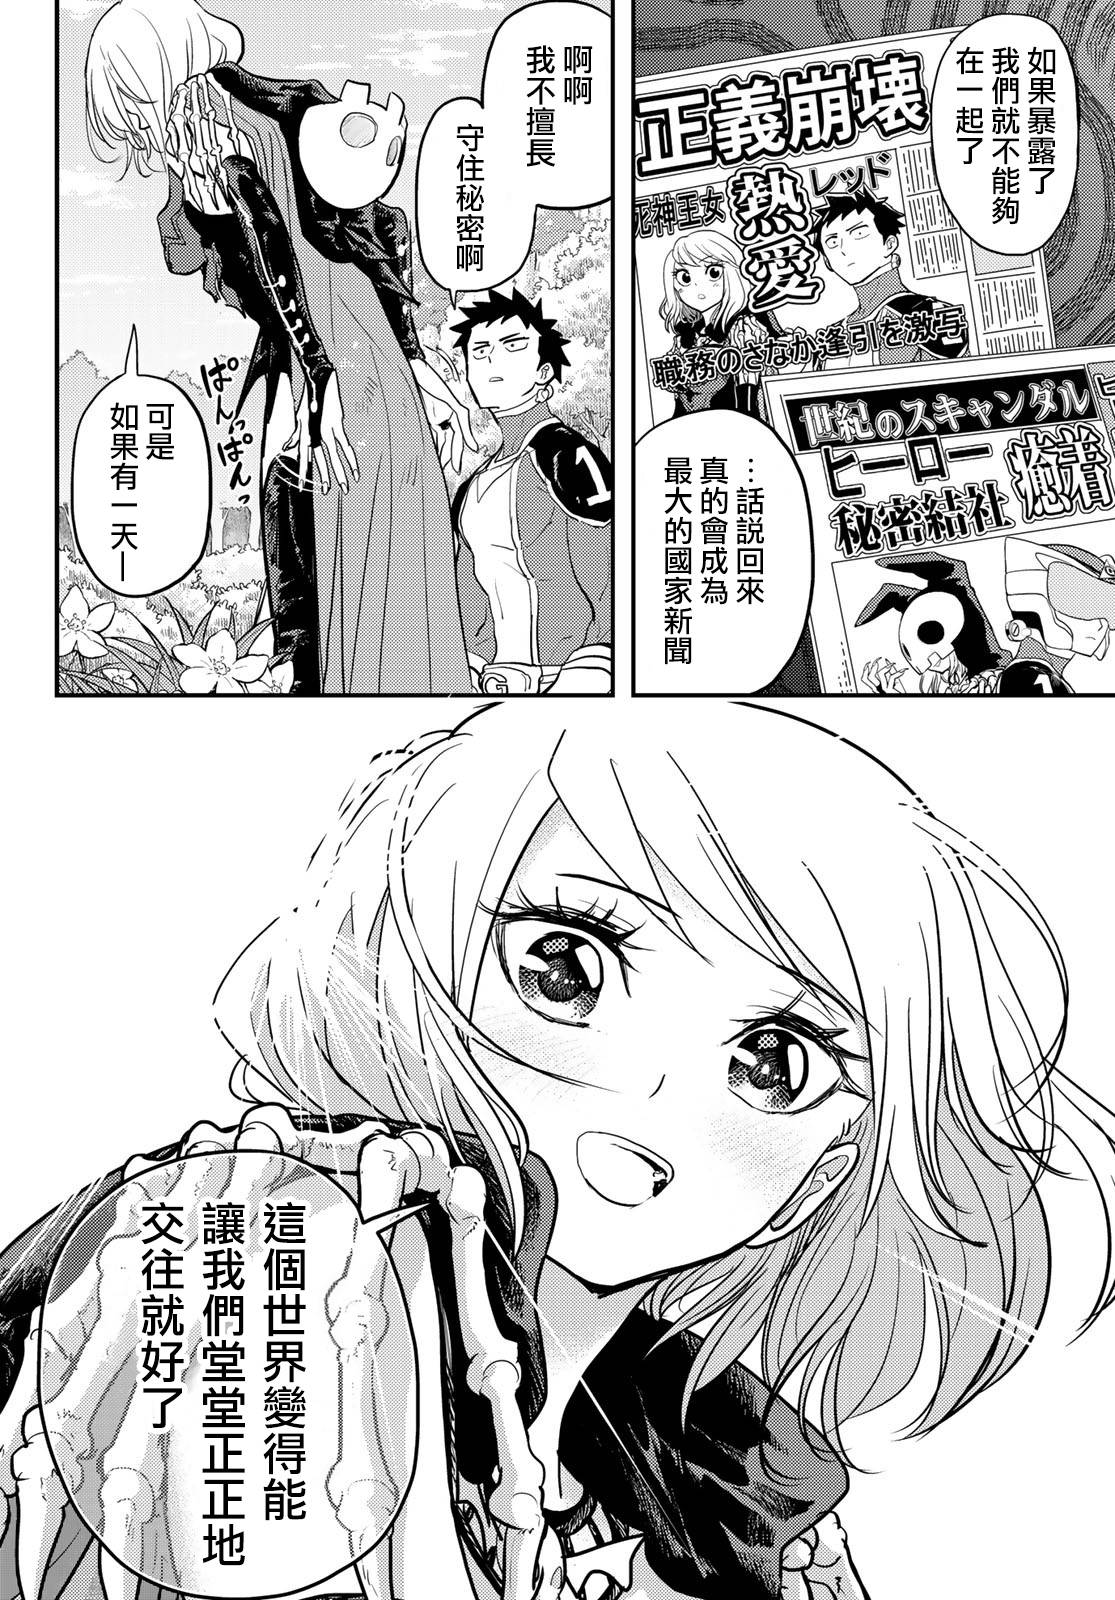 如果暴露了
我們就不能夠
在一起了
正義崩壊
死神王女
熱愛
レッド
職務のさなか逢引を激写
世紀のスキャンダル
ヒーロー
秘密結社
癒着
…話説回來
真的會成為
最大的國家新聞
啊啊
我不擅長
守住秘密啊
1
G
ぱんっぱんっ
可是
如果有一天—
1
這個世界變得能
讓我們堂堂正正地
交往就好了